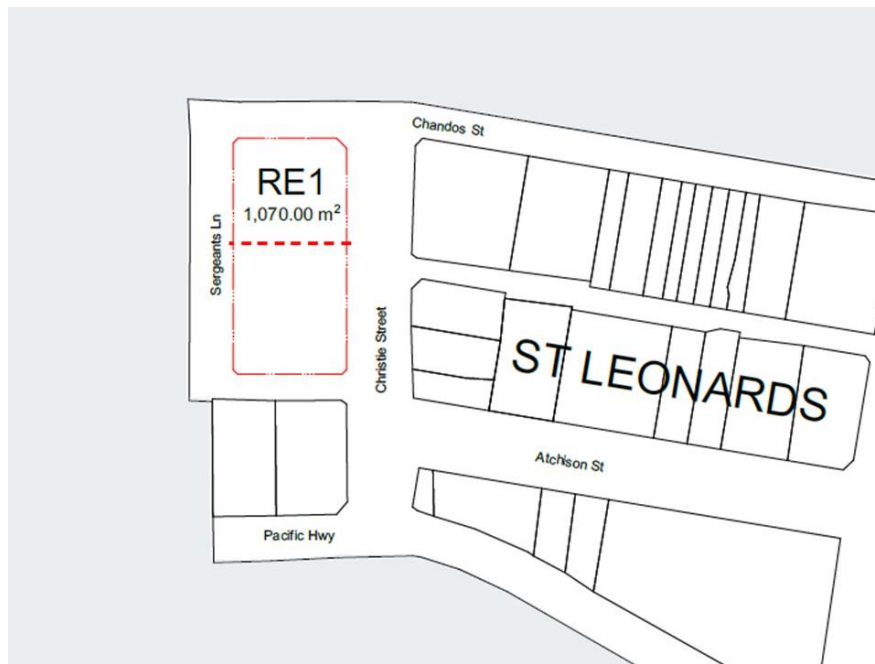 Chandos St
RE1
1,070.00 m²
Sergeants Ln
Christie Street
ST LEONARDS
Atchison St
Pacific Hwy